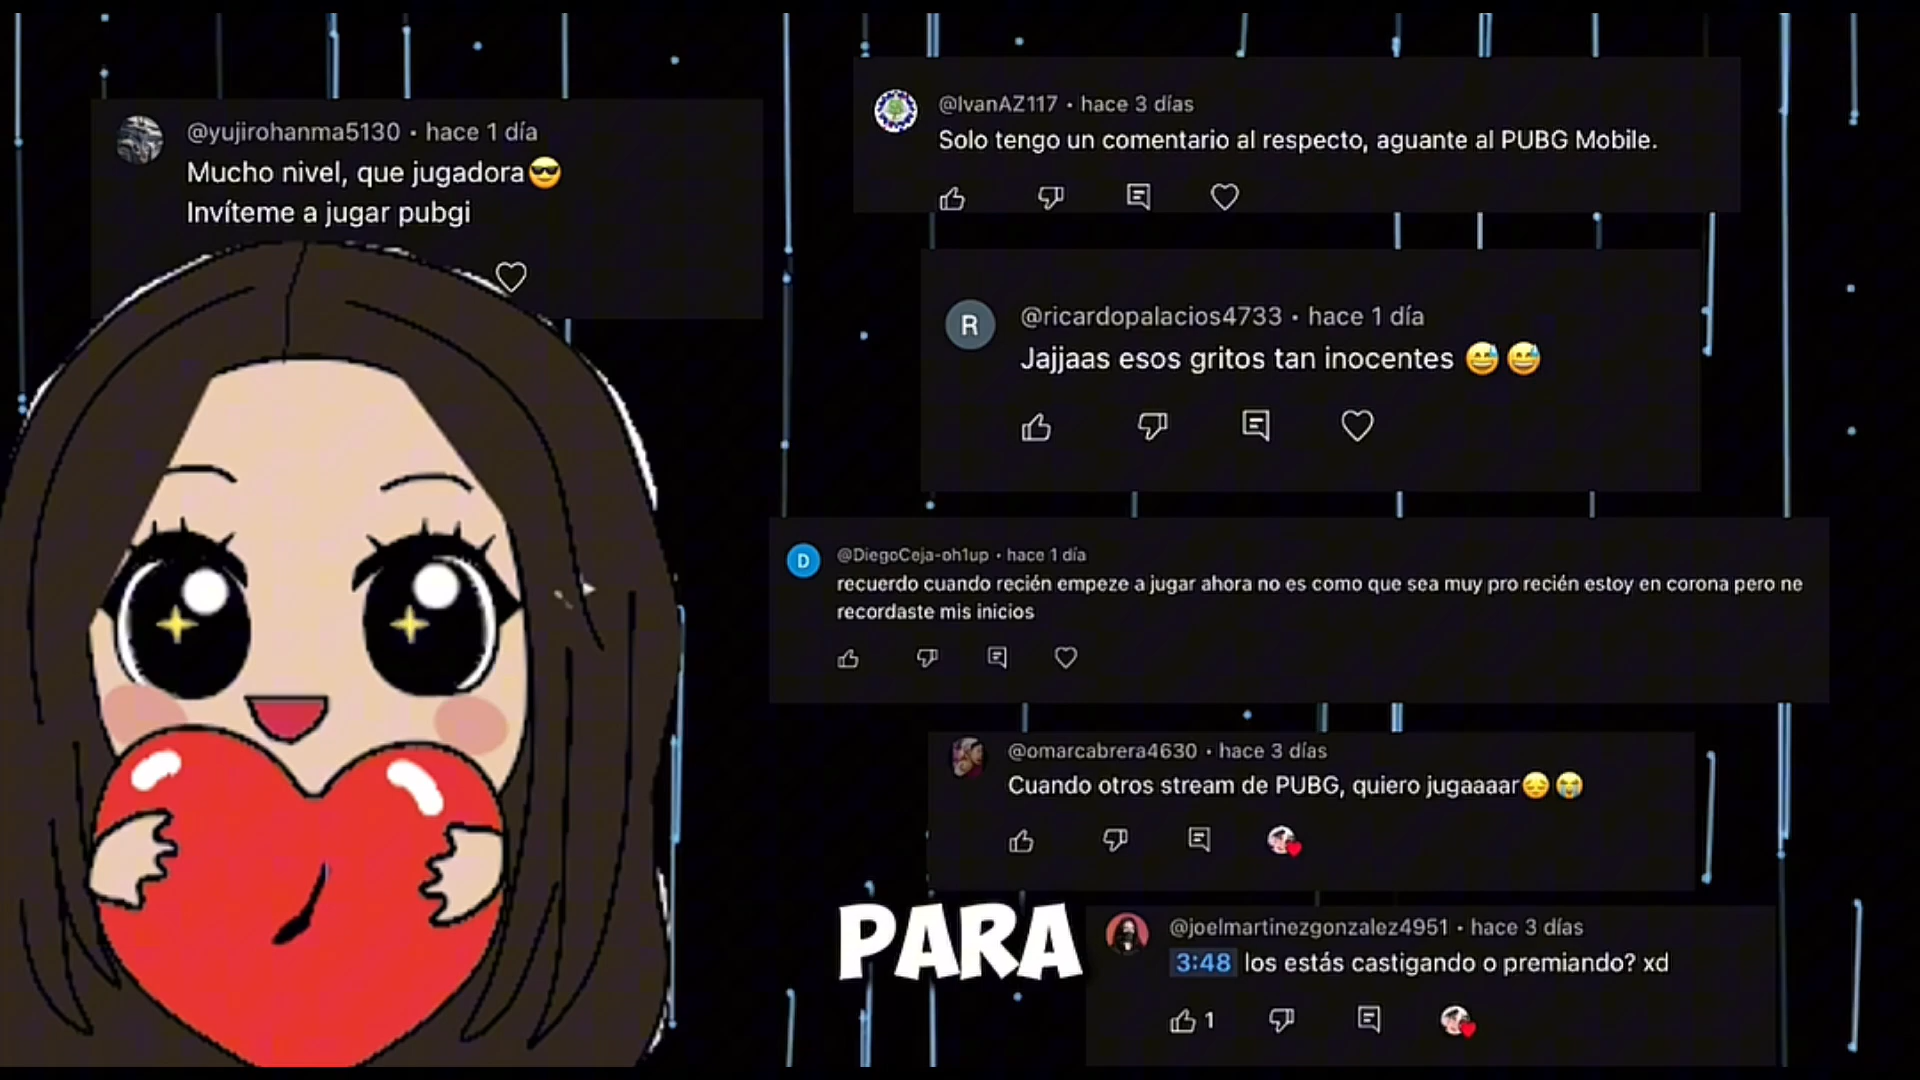 @yujirohanma5130 • hace 1 día
Mucho nivel, que jugadora😎
Invíteme a jugar pubgi
@IvanAZ117 • hace 3 días
Solo tengo un comentario al respecto, aguante al PUBG Mobile.
R
@ricardopalacios4733 • hace 1 día
Jajjaas esos gritos tan inocentes 😅😅
D
@DiegoCeja-oh1up • hace 1 día
recuerdo cuando recién empeze a jugar ahora no es como que sea muy pro recién estoy en corona pero ne
recordaste mis inicios
@omarcabrera4630 • hace 3 días
Cuando otros stream de PUBG, quiero jugaaaar😔😭
PARA
@joelmartinezgonzalez4951 • hace 3 días
3:48 los estás castigando o premiando? xd
1